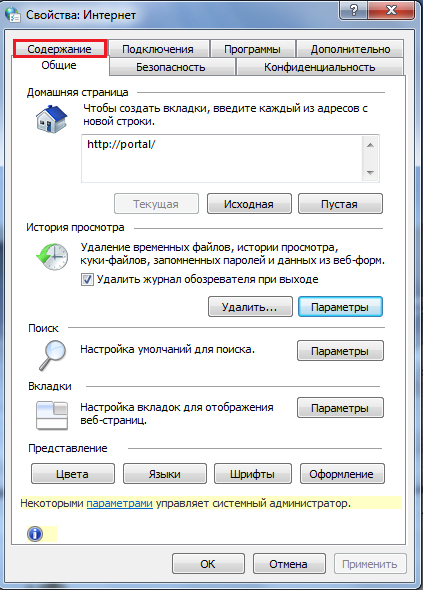 Свойства: Интернет
?
Содержание
Подключения
Программы
Дополнительно
Общие
Безопасность
Конфиденциальность
Домашняя страница
Чтобы создать вкладки, введите каждый из адресов с
новой строки.
http://portal/
Текущая
Исходная
Пустая
История просмотра
Удаление временных файлов, истории просмотра,
куки-файлов, запомненных паролей и данных из веб-форм.
Удалить журнал обозревателя при выходе
Удалить...
Параметры
Поиск
Настройка умолчаний для поиска.
Параметры
Вкладки
Настройка вкладок для отображения
веб-страниц.
Параметры
Представление
Цвета
Языки
Шрифты
Оформление
Некоторыми параметрами управляет системный администратор.
ОК
Отмена
Применить